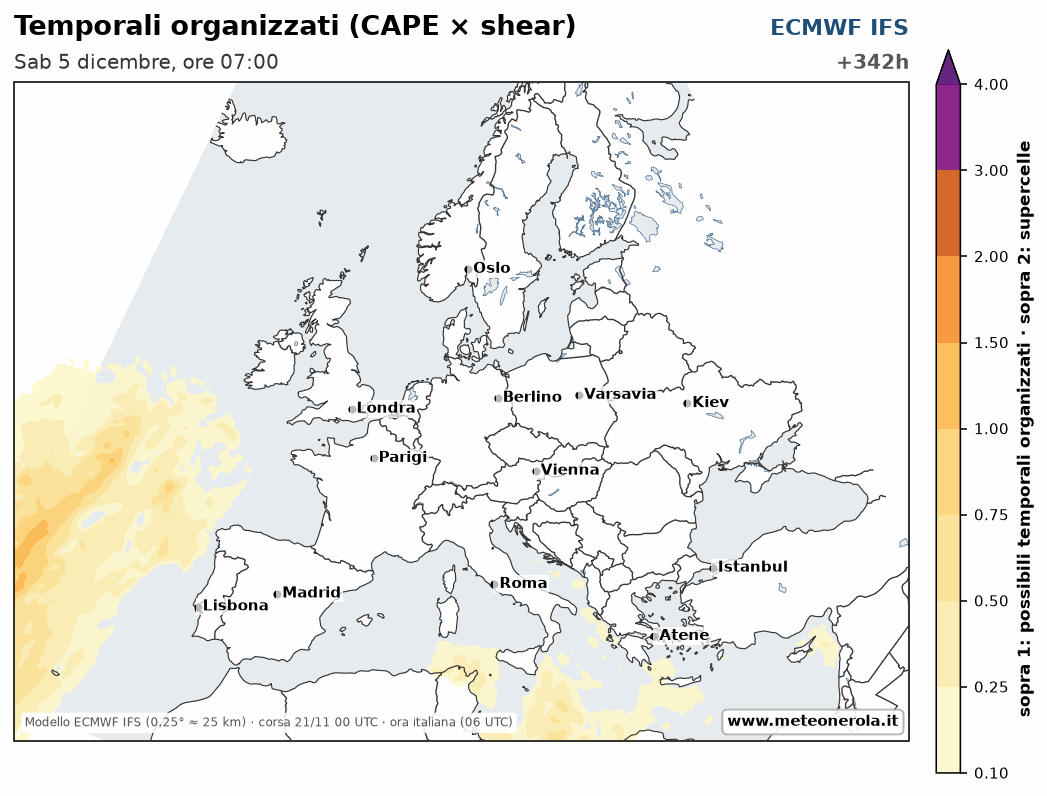 Temporali organizzati (CAPE × shear)
ECMWF IFS
Sab 5 dicembre, ore 07:00
+342h
Oslo
Berlino
Varsavia
Kiev
Londra
Parigi
Vienna
Istanbul
Roma
Madrid
Lisbona
Atene
Modello ECMWF IFS (0,25° ≈ 25 km) · corsa 21/11 00 UTC · ora italiana (06 UTC)
www.meteonerola.it
4.00
3.00
2.00
1.50
1.00
0.75
0.50
0.25
0.10
sopra 1: possibili temporali organizzati · sopra 2: supercelle